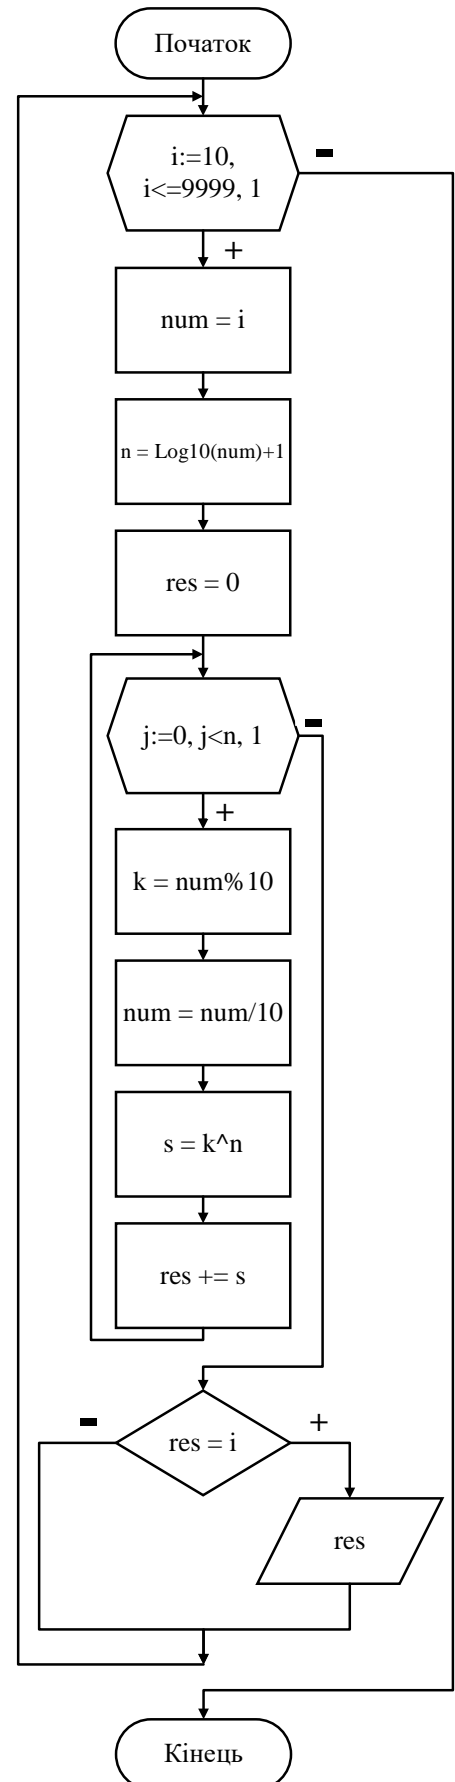 Початок
i:=10,
i<=9999, 1
-
+
num = i
n = Log10(num)+1
res = 0
j:=0, j<n, 1
-
+
k = num%10
num = num/10
s = k^n
res += s
-
+
res = i
res
Кінець